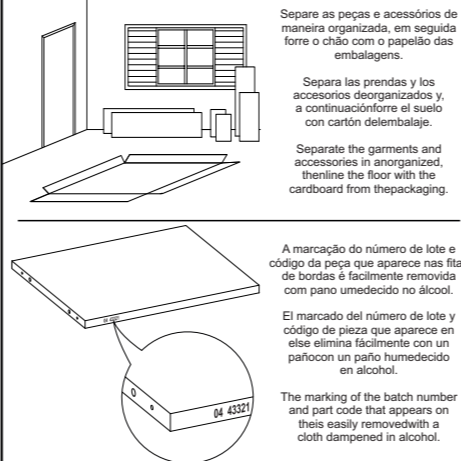 Separe as peças e acessórios de
maneira organizada, em seguida
forre o chão com o papelão das
embalagens.
Separa las prendas y los
accesorios deorganizados y,
a continuaciónforre el suelo
con cartón delembalaje.
Separate the garments and
accessories in anorganized,
thenline the floor with the
cardboard from thepackaging.
A marcação do número de lote e
código da peça que aparece nas fita
de bordas é facilmente removida
com pano umedecido no álcool.
El marcado del número de lote y
código de pieza que aparece en
else elimina fácilmente con un
pañocon un paño humedecido
en alcohol.
The marking of the batch number
and part code that appears on
theis easily removedwith a
cloth dampened in alcohol.
04 43321
04 43321